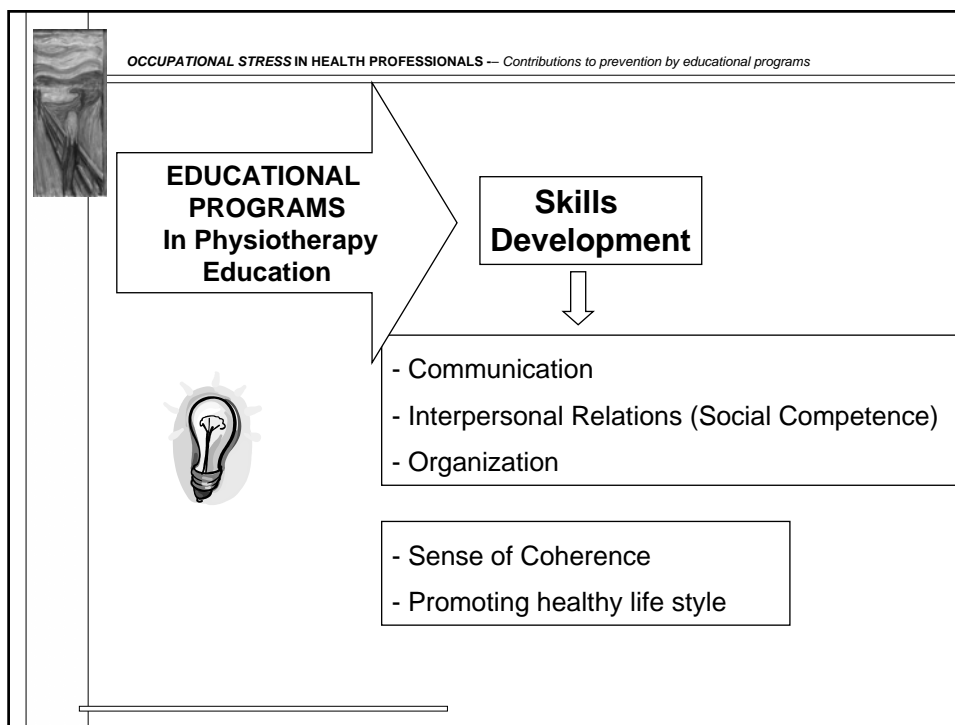 OCCUPATIONAL STRESS IN HEALTH PROFESSIONALS -– Contributions to prevention by educational programs
EDUCATIONAL
PROGRAMS
In Physiotherapy
Education
Skills
Development
- Communication
- Interpersonal Relations (Social Competence)
- Organization
- Sense of Coherence
- Promoting healthy life style